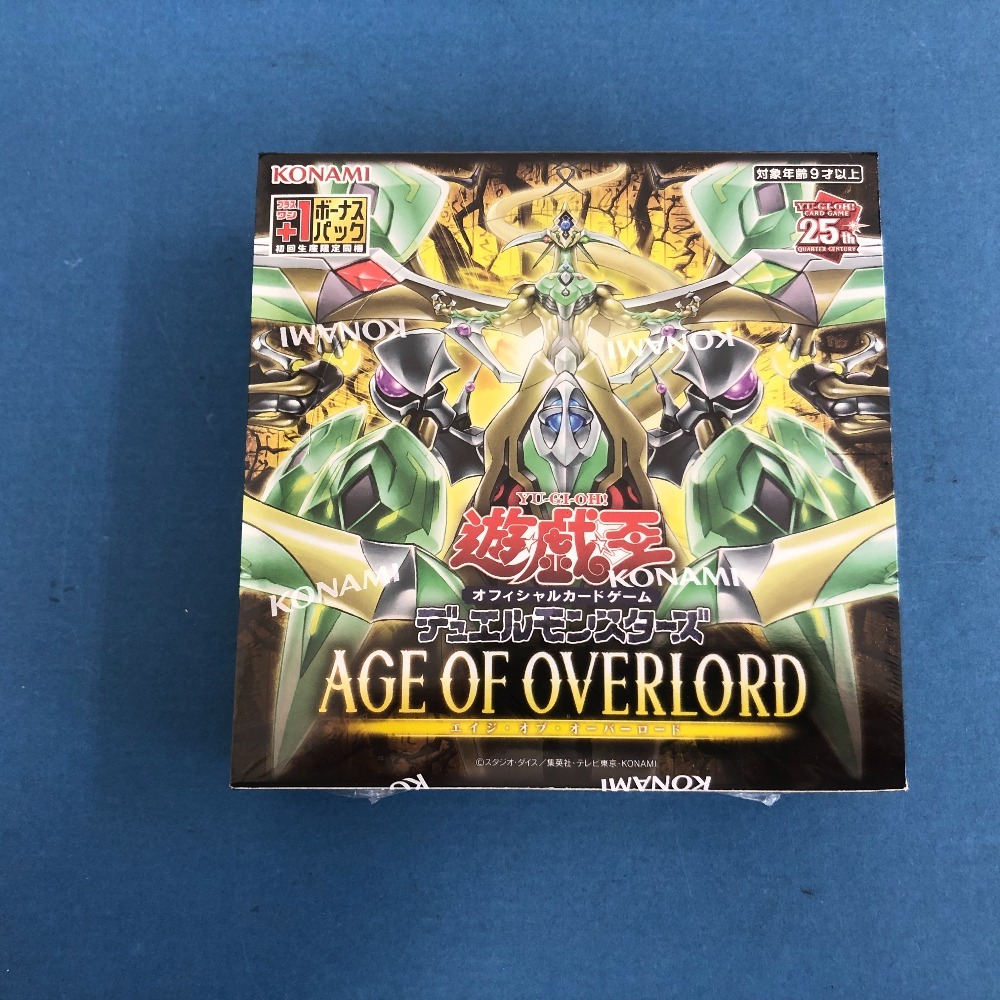 KONAMI
対象年齢9才以上
プラス
ワン
+1
ボーナス
パック
初回生産限定同梱
YU-GI-OH!
CARD GAME
25th
QUARTER CENTURY
KONAMI
KONAMI
KONAMI
KONAMI
YU-GI-OH!
遊戯王
KONAMI
KONAMI
オフィシャルカードゲーム
デュエルモンスターズ
AGE OF OVERLORD
エイジ・オブ・オーバーロード
©スタジオ・ダイス/集英社・テレビ東京・KONAMI
KONAMI
KONAMI